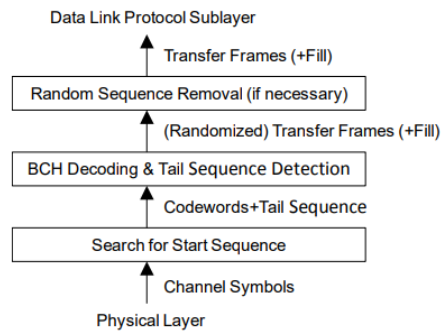 Data Link Protocol Sublayer
Transfer Frames (+Fill)
Random Sequence Removal (if necessary)
(Randomized) Transfer Frames (+Fill)
BCH Decoding & Tail Sequence Detection
Codewords+Tail Sequence
Search for Start Sequence
Channel Symbols
Physical Layer